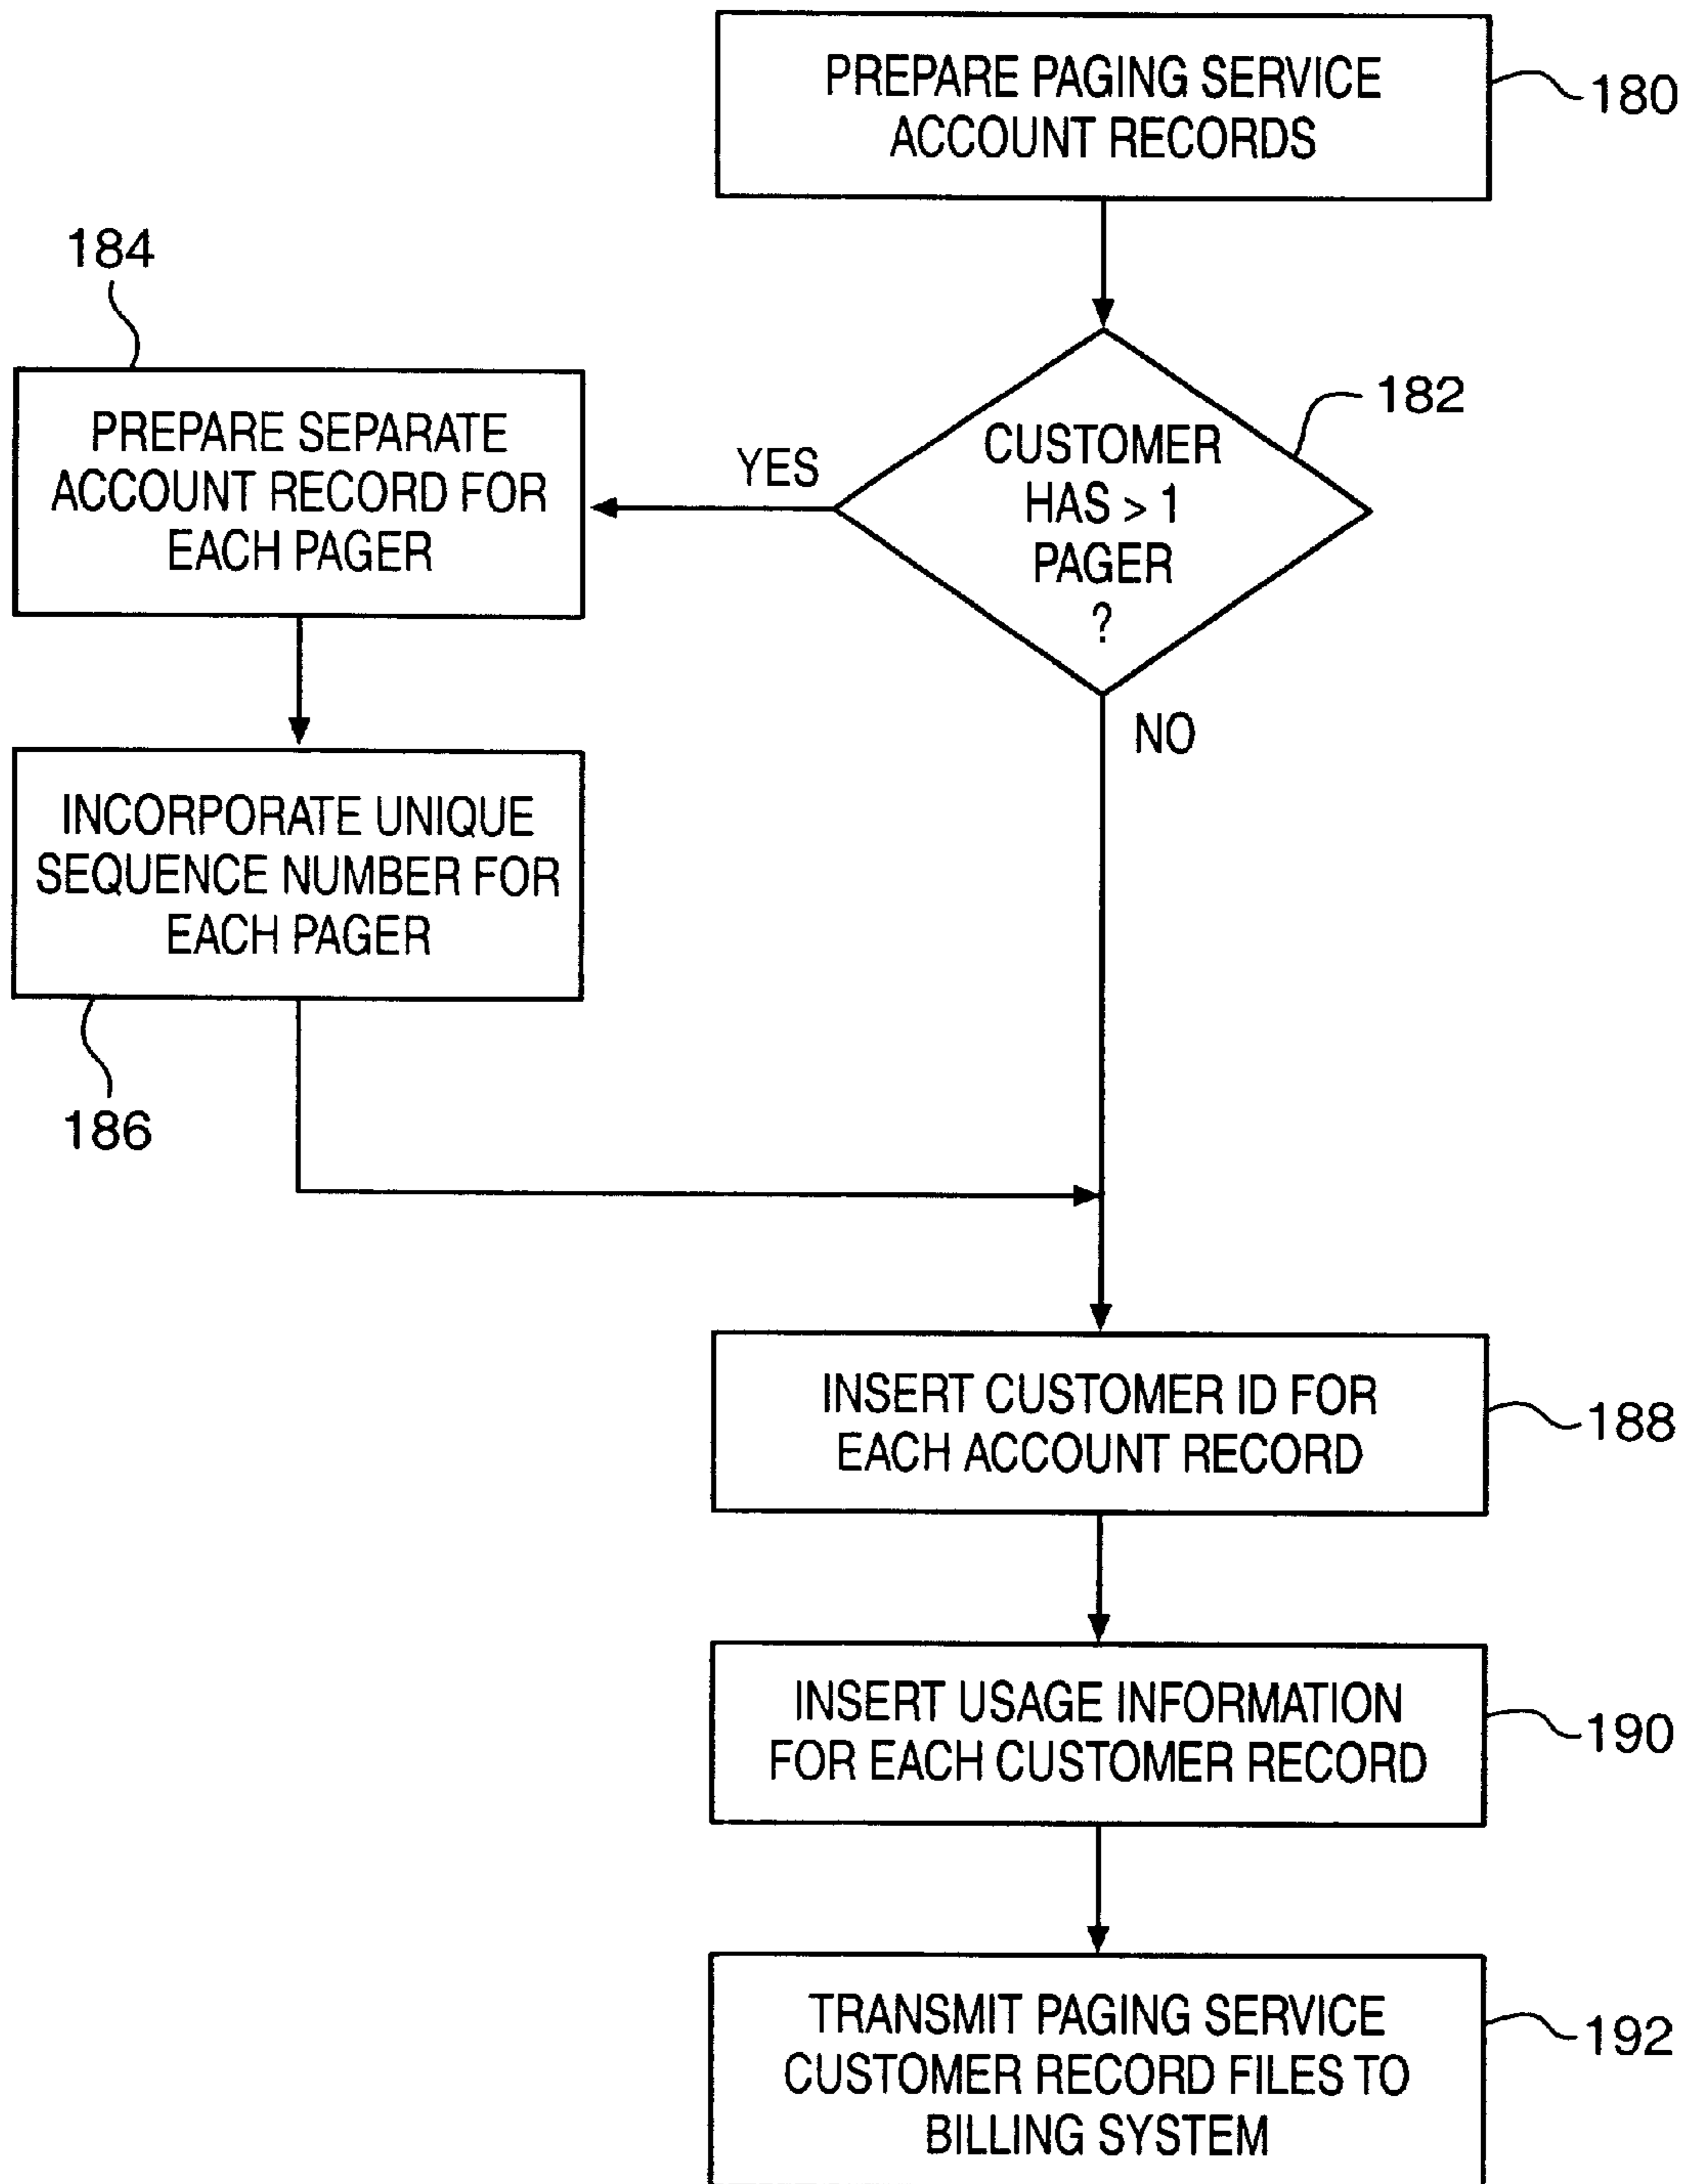 PREPARE PAGING SERVICE
ACCOUNT RECORDS
180
184
182
CUSTOMER
HAS > 1
PAGER
?
YES
NO
PREPARE SEPARATE
ACCOUNT RECORD FOR
EACH PAGER
INCORPORATE UNIQUE
SEQUENCE NUMBER FOR
EACH PAGER
186
INSERT CUSTOMER ID FOR
EACH ACCOUNT RECORD
188
INSERT USAGE INFORMATION
FOR EACH CUSTOMER RECORD
190
TRANSMIT PAGING SERVICE
CUSTOMER RECORD FILES TO
BILLING SYSTEM
192